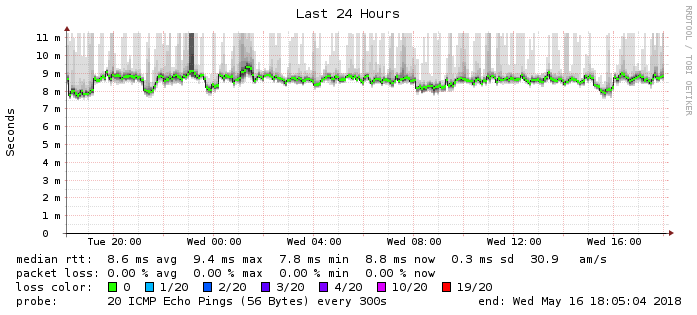 Last 24 Hours
RRDTOOL / TOBI OETIKER
Seconds
11 m
10 m
9 m
8 m
7 m
6 m
5 m
4 m
3 m
2 m
1 m
0
Tue 20:00 Wed 00:00 Wed 04:00 Wed 08:00 Wed 12:00 Wed 16:00
median rtt: 8.6 ms avg 9.4 ms max 7.8 ms min 8.8 ms now 0.3 ms sd 30.9 am/s
packet loss: 0.00 % avg 0.00 % max 0.00 % min 0.00 % now
loss color: 0 1/20 2/20 3/20 4/20 10/20 19/20
probe: 20 ICMP Echo Pings (56 Bytes) every 300s end: Wed May 16 18:05:04 2018